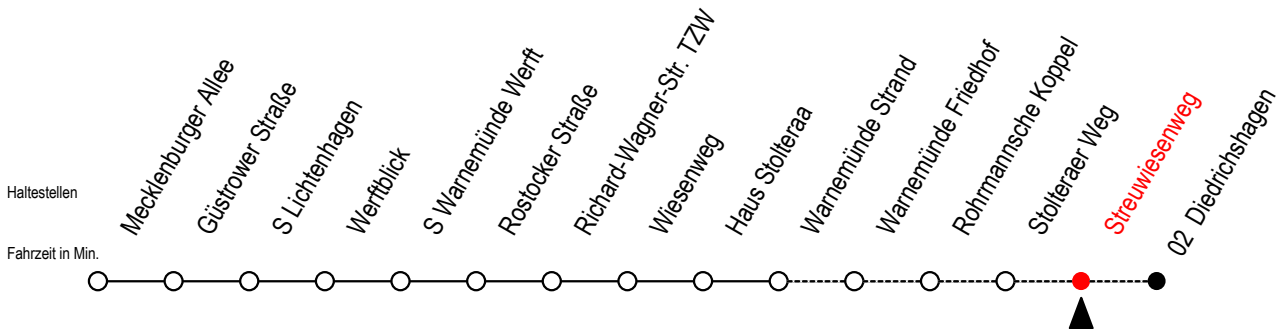 Haltestellen
Fahrzeit in Min.
Mecklenburger Allee
Güstrower Straße
S Lichtenhagen
Werftblick
S Warnemünde Werft
Rostocker Straße
Richard-Wagner-Str. TZW
Wiesenweg
Haus Stolteraa
Warnemünde Strand
Warnemünde Friedhof
Rohrmannsche Koppel
Stolteraer Weg
Streuwiesenweg
02 Diedrichshagen